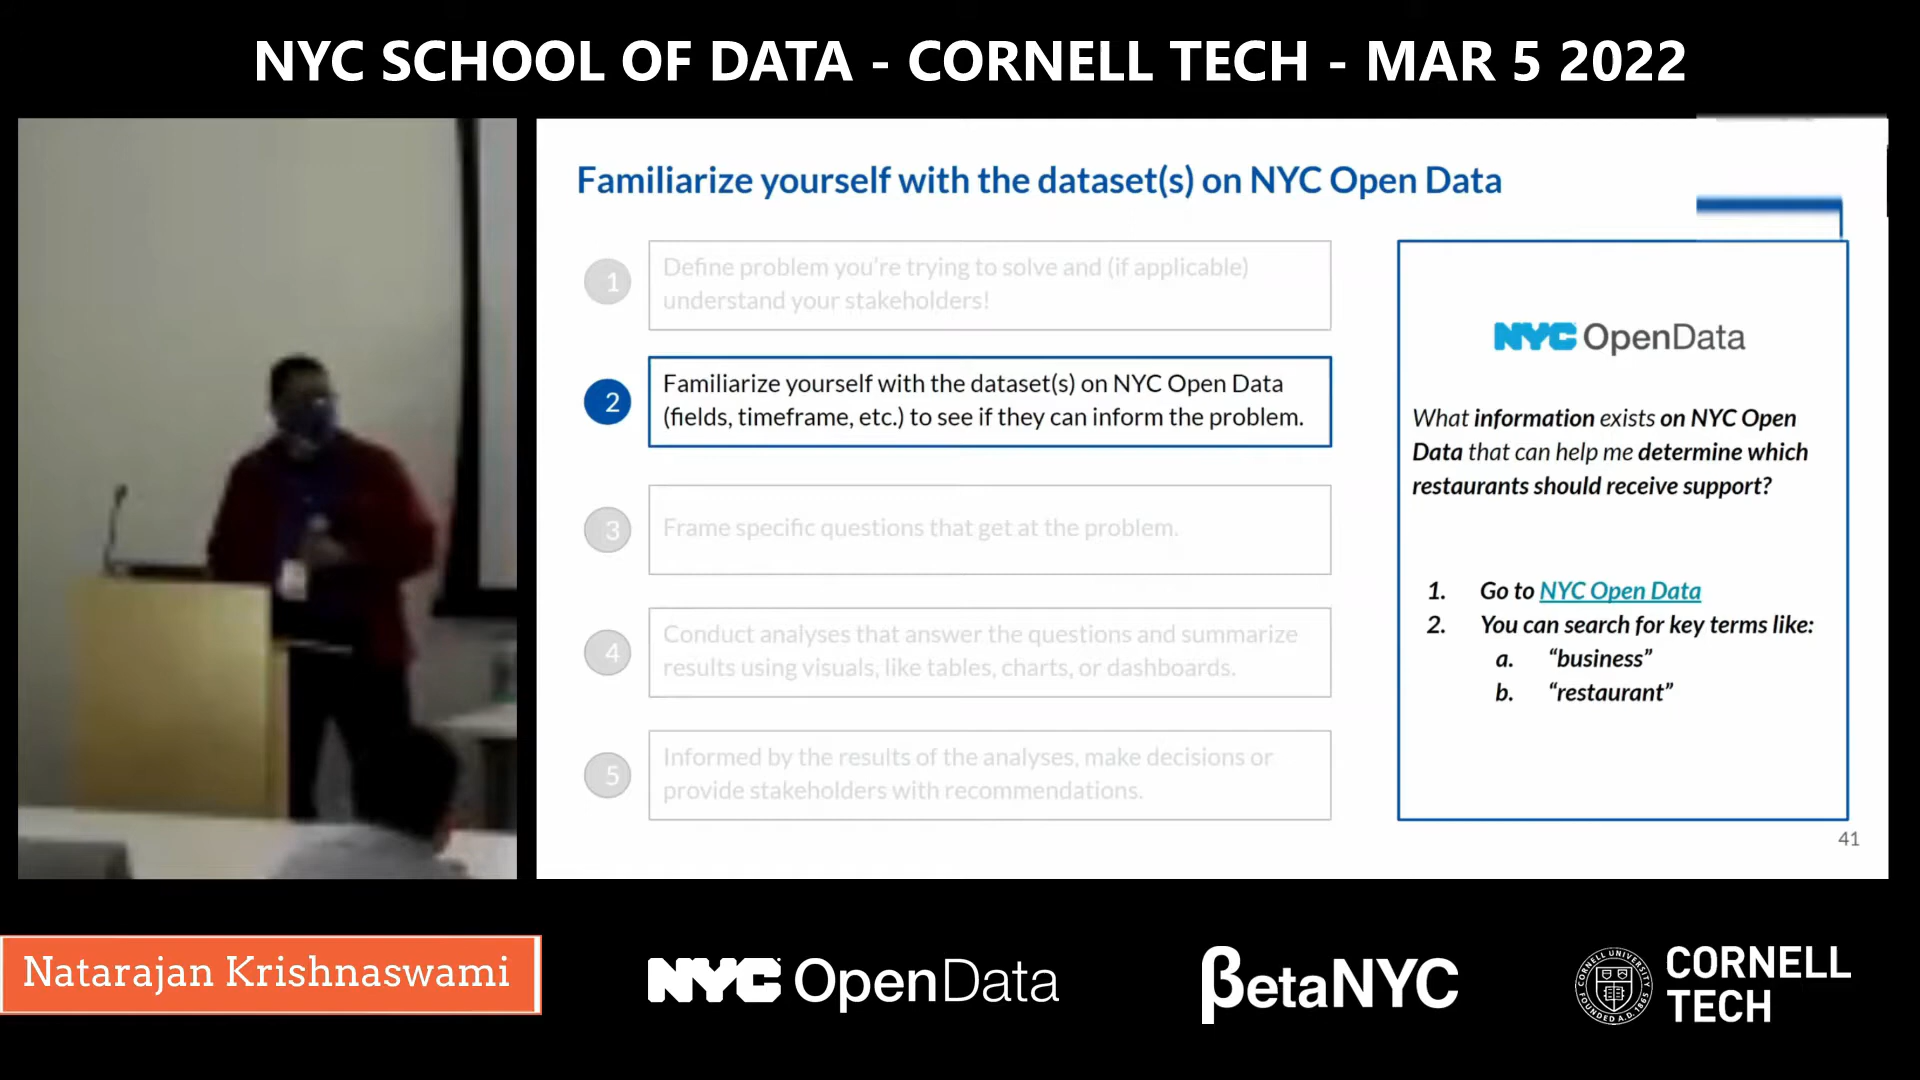 NYC SCHOOL OF DATA - CORNELL TECH - MAR 5 2022
Familiarize yourself with the dataset(s) on NYC Open Data
1
Define problem you're trying to solve and (if applicable)
understand your stakeholders!
2
Familiarize yourself with the dataset(s) on NYC Open Data
(fields, timeframe, etc.) to see if they can inform the problem.
3
Frame specific questions that get at the problem.
4
Conduct analyses that answer the questions and summarize
results using visuals, like tables, charts, or dashboards.
5
Informed by the results of the analyses, make decisions or
provide stakeholders with recommendations.
NYC OpenData
What information exists on NYC Open
Data that can help me determine which
restaurants should receive support?
1. Go to NYC Open Data
2. You can search for key terms like:
a. “business”
b. “restaurant”
41
Natarajan Krishnaswami
NYC OpenData
βetaNYC
CORNELL UNIVERSITY
FOUNDED A.D. 1865
CORNELL
TECH